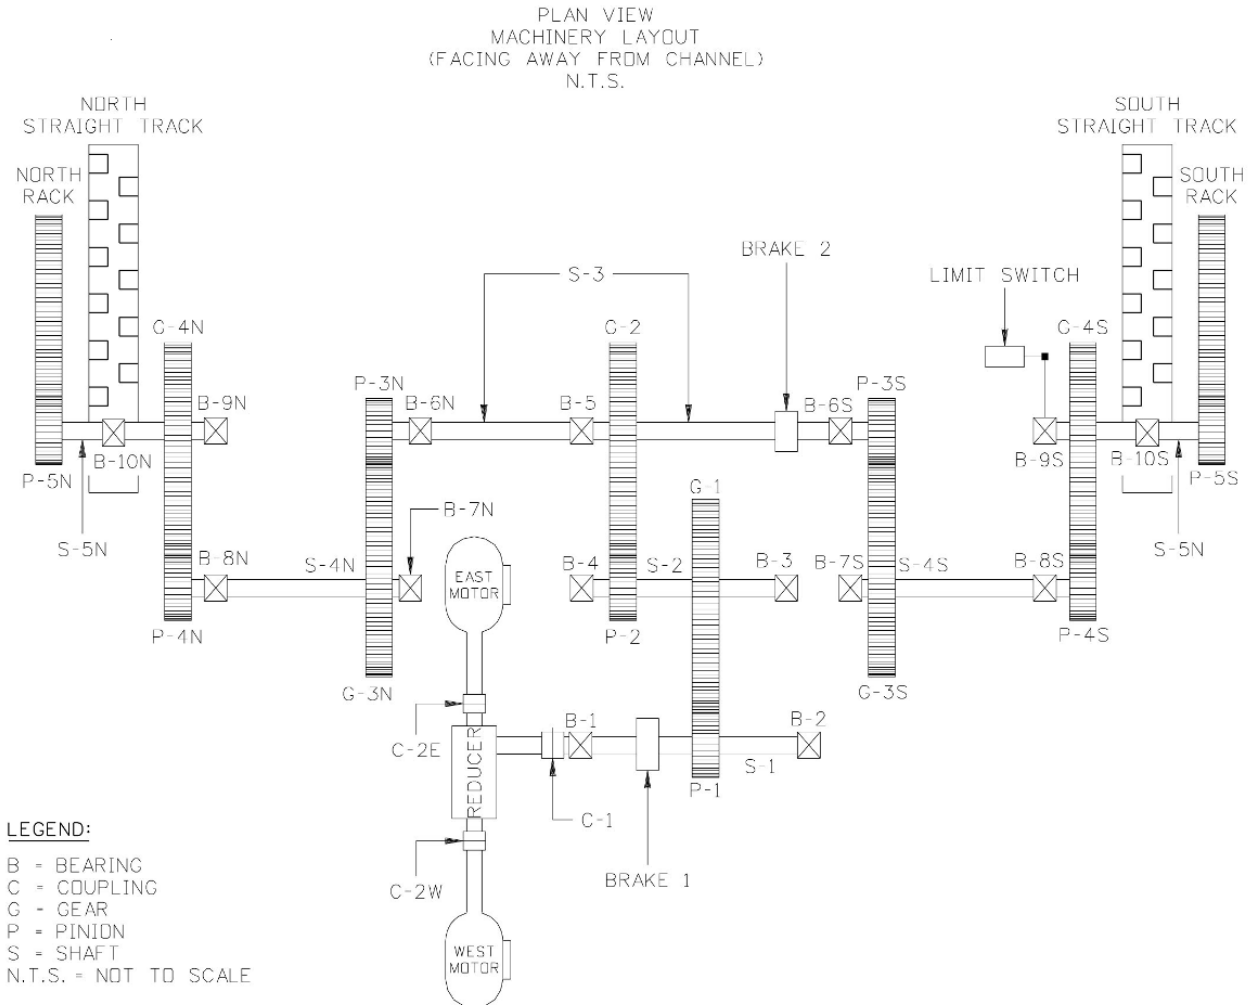 PLAN VIEW
MACHINERY LAYOUT
(FACING AWAY FROM CHANNEL)
N.T.S.
NORTH
STRAIGHT TRACK
SOUTH
STRAIGHT TRACK
NORTH
RACK
SOUTH
RACK
BRAKE 2
S-3
LIMIT SWITCH
G-4N
G-2
G-4S
P-3N
P-3S
B-9N
B-6N
B-5
B-6S
B-10N
B-9S
B-10S
P-5N
P-5S
G-1
B-7N
S-5N
S-5N
B-8N
S-4N
B-4
S-2
B-3
B-7S
S-4S
B-8S
EAST
MOTOR
P-4N
P-2
P-4S
G-3N
G-3S
B-1
B-2
C-2E
REDUCER
S-1
P-1
C-1
BRAKE 1
C-2W
WEST
MOTOR
LEGEND:
B = BEARING
C = COUPLING
G - GEAR
P = PINION
S = SHAFT
N.T.S. = NOT TO SCALE